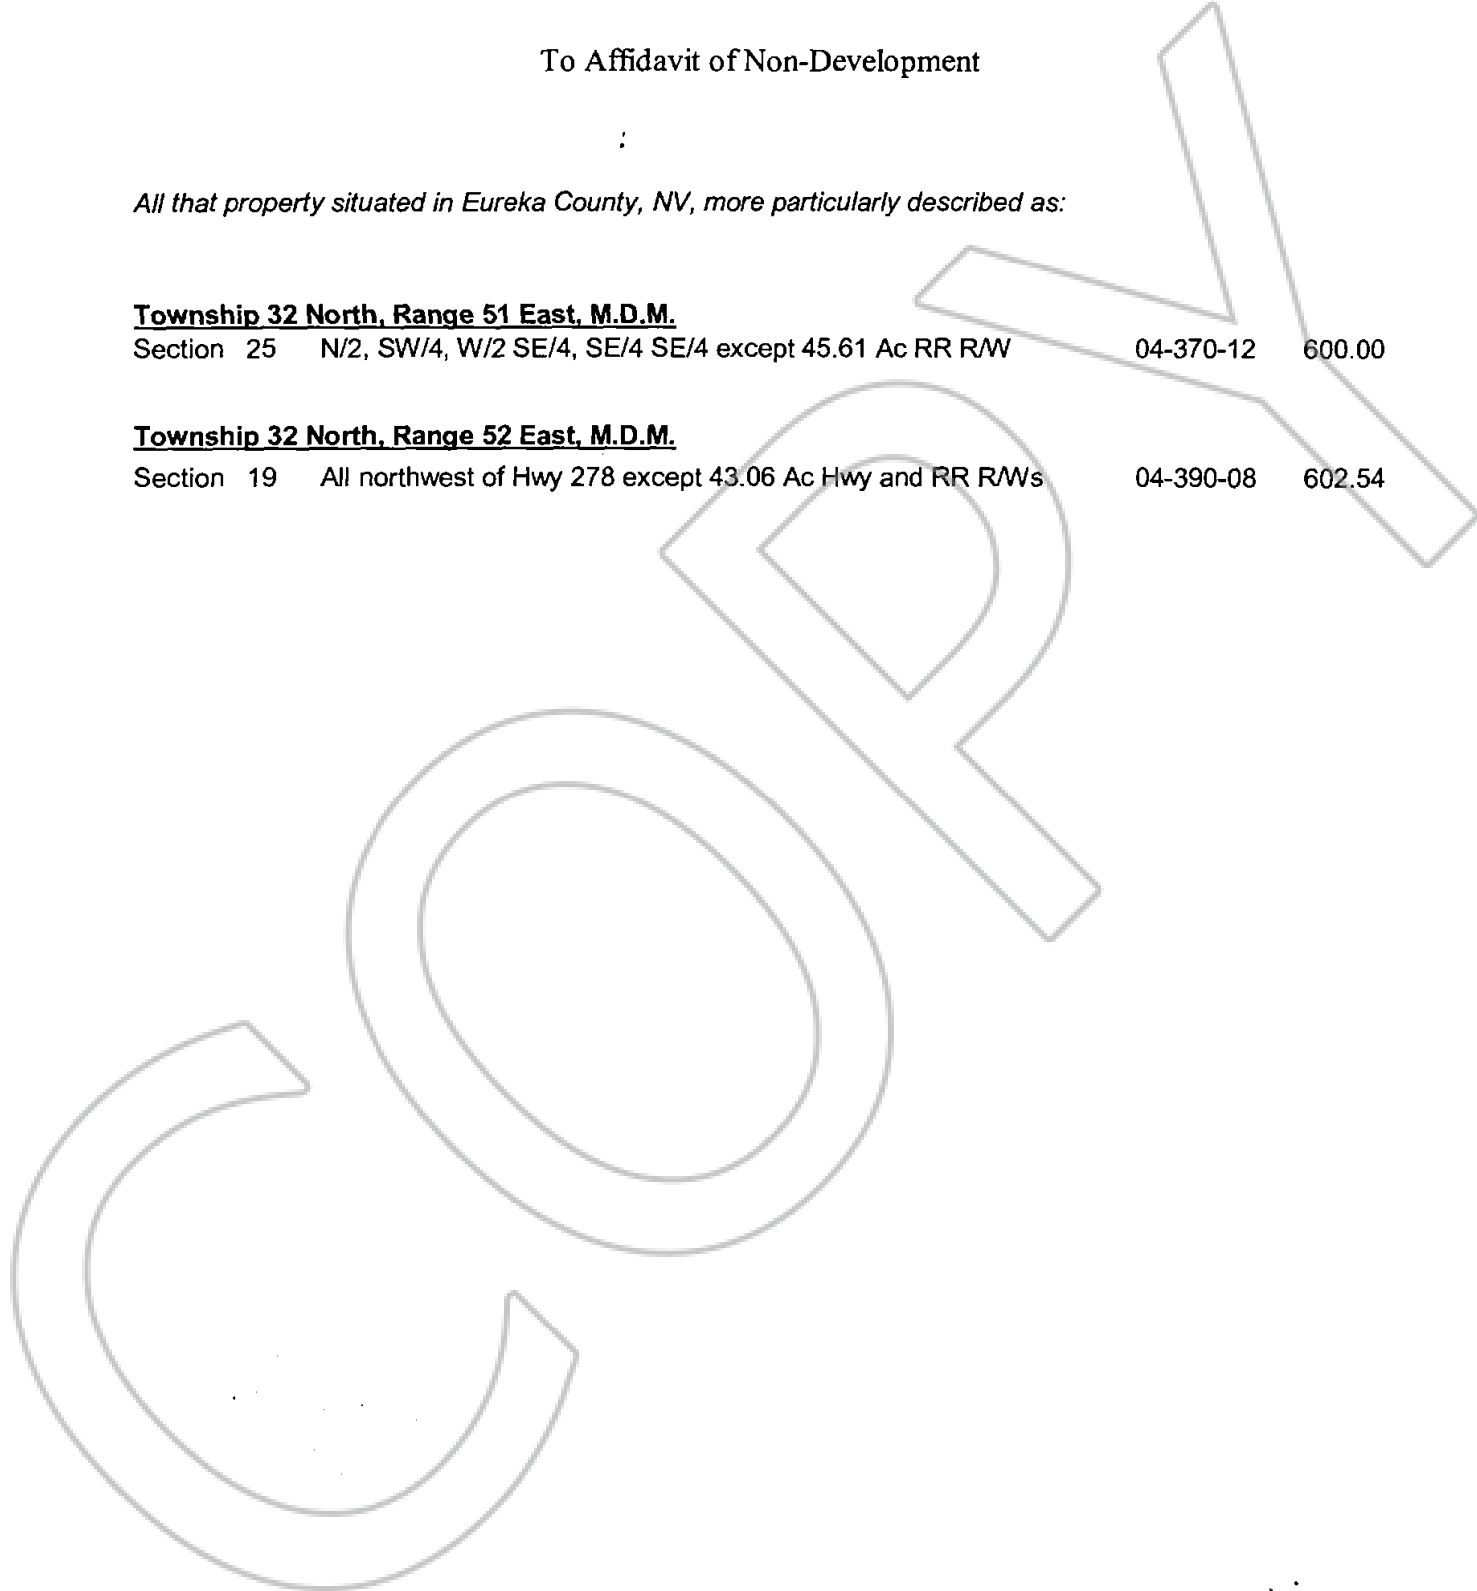 To Affidavit of Non-Development
:
All that property situated in Eureka County, NV, more particularly described as:
Township 32 North, Range 51 East, M.D.M.
Section 25 N/2, SW/4, W/2 SE/4, SE/4 SE/4 except 45.61 Ac RR R/W 04-370-12 600.00
Township 32 North, Range 52 East, M.D.M.
Section 19 All northwest of Hwy 278 except 43.06 Ac Hwy and RR R/Ws 04-390-08 602.54
COPY